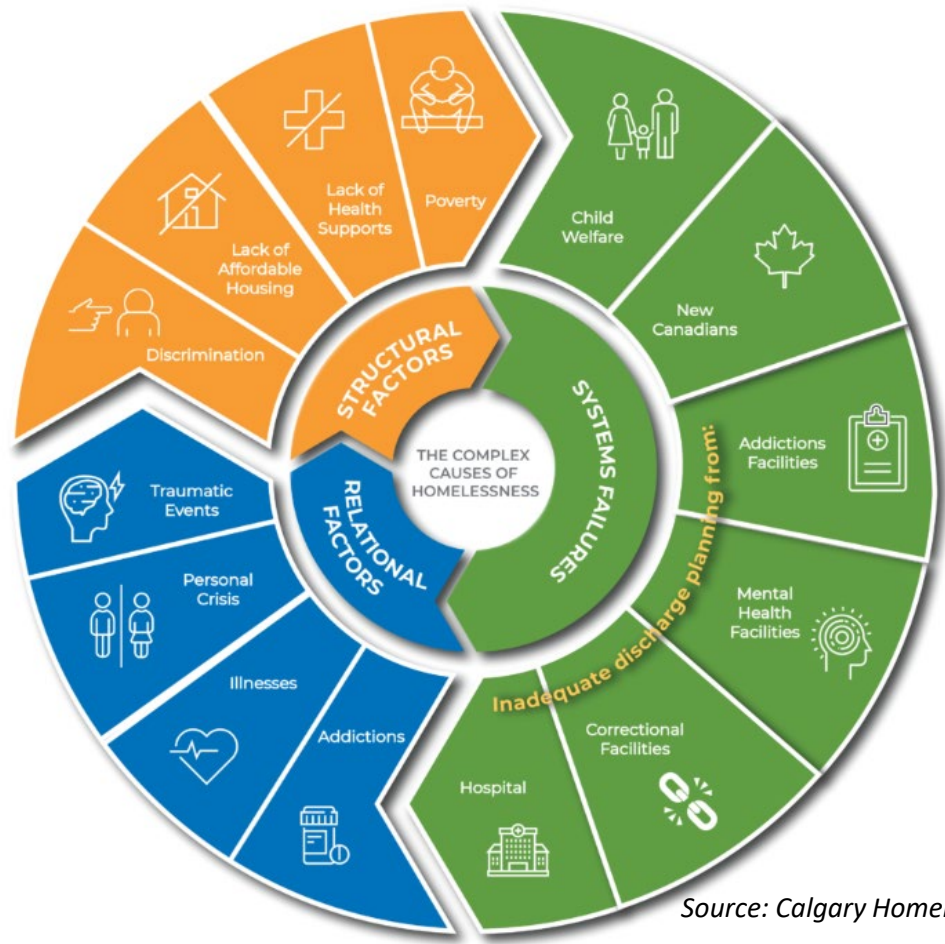 THE COMPLEX
CAUSES OF
HOMELESSNESS
STRUCTURAL
FACTORS
Discrimination
Lack of
Affordable
Housing
Lack of
Health
Supports
Poverty
SYSTEMS FAILURES
Child
Welfare
New
Canadians
Inadequate discharge planning from:
Addictions
Facilities
Mental
Health
Facilities
Correctional
Facilities
Hospital
RELATIONAL
FACTORS
Addictions
Illnesses
Personal
Crisis
Traumatic
Events
Source: Calgary